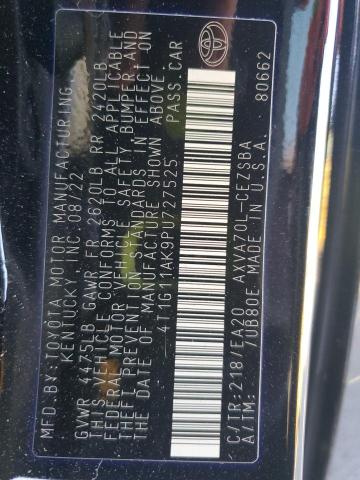 MFD. BY: TOYOTA MOTOR MANUFACTURING,
KENTUCKY, INC 08/22
GVWR 4475LB GAWR FR 2620LB RR 2420LB
THIS VEHICLE CONFORMS TO ALL APPLICABLE
FEDERAL MOTOR VEHICLE SAFETY, BUMPER, AND
THEFT PREVENTION STANDARDS IN EFFECT ON
THE DATE OF MANUFACTURE SHOWN ABOVE.
4T1G11AK9PU727525 PASS. CAR
C/TR: 218/EA20 AXVA70L-CEZSBA
A/TM: UB80E MADE IN U.S.A. 80662